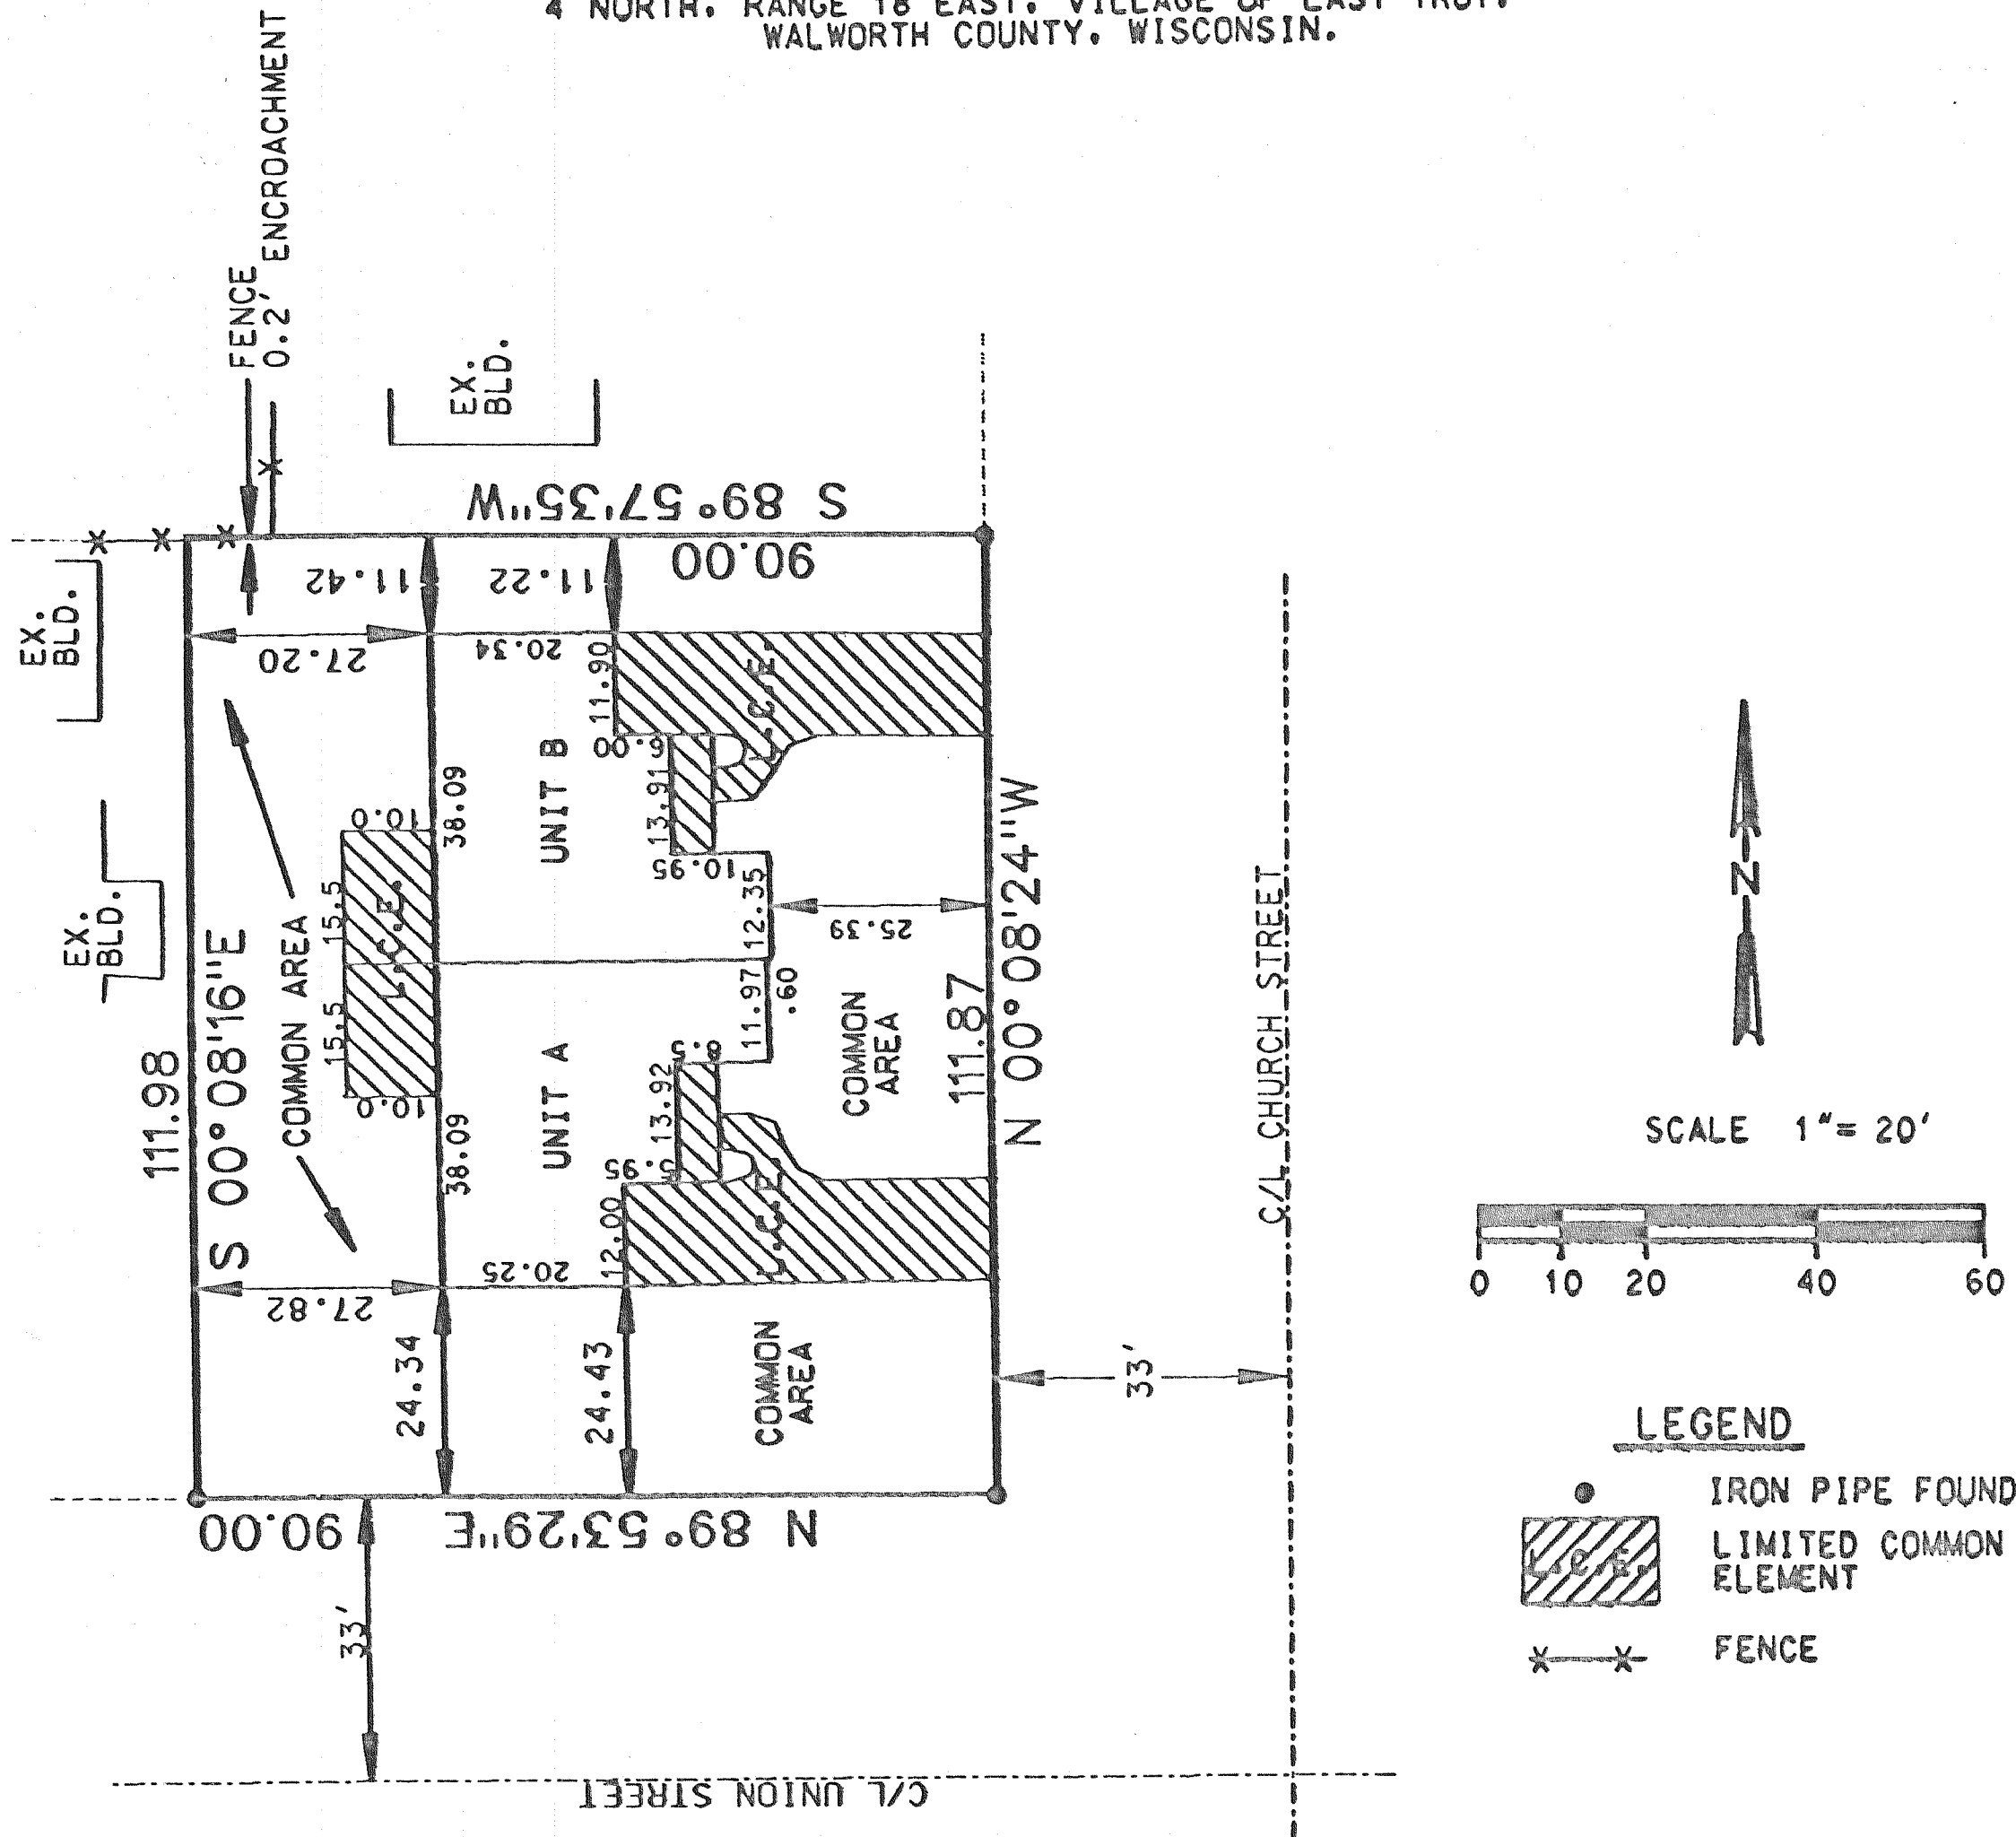 4 NORTH. RANGE 18 EAST. VILLAGE OF EAST TROY.
WALWORTH COUNTY. WISCONSIN.
FENCE
0.2' ENCROACHMENT
EX.
BLD.
EX.
BLD.
EX.
BLD.
S 89°57'35"W
90.00
11.42
11.22
27.20
20.34
11.90
6.00
13.91
10.95
12.35
25.39
UNIT B
38.09
10.0
15.5
L.C.E.
15.5
10.0
L.C.E.
COMMON AREA
S 00°08'16"E
111.98
11.97
.60
8.5
13.92
5.95
12.00
UNIT A
38.09
COMMON
AREA
111.87
N 00°08'24"W
L.C.E.
20.25
27.82
24.34
24.43
COMMON
AREA
N 89°53'29"E
90.00
33'
33'
C/L CHURCH STREET
C/L UNION STREET
N
SCALE 1"= 20'
0 10 20 40 60
LEGEND
IRON PIPE FOUND
L.C.E.
LIMITED COMMON
ELEMENT
FENCE